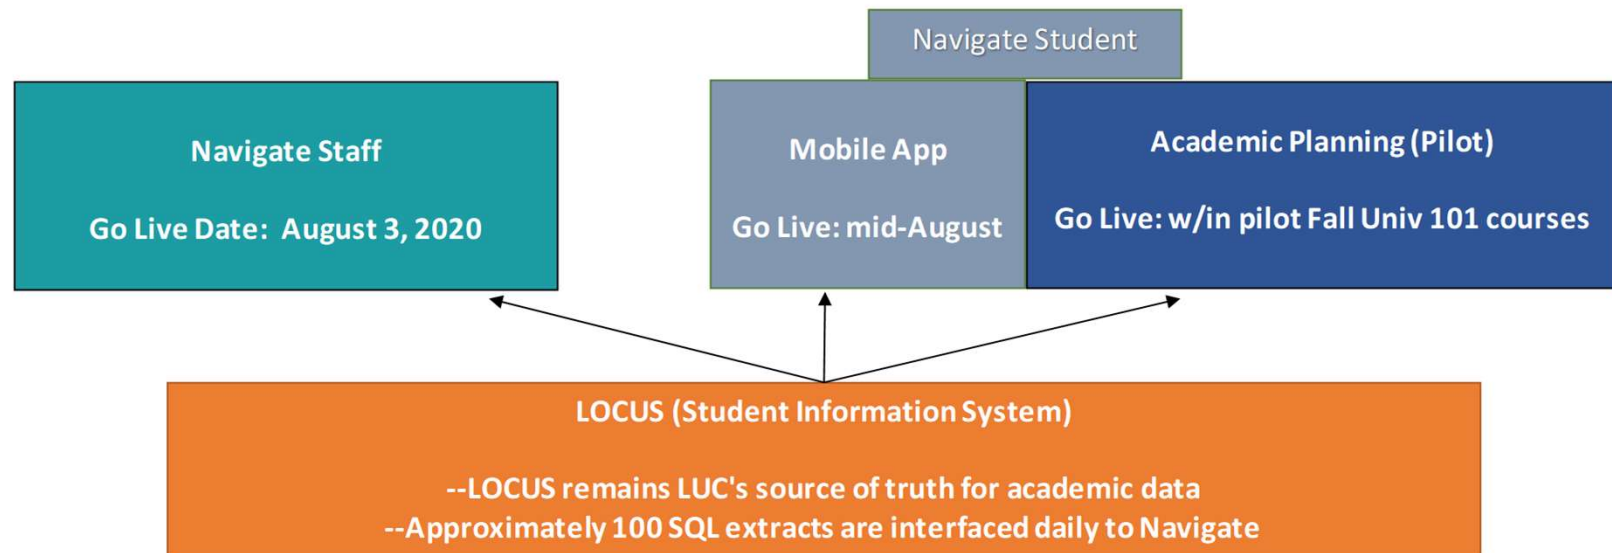 Navigate Student
Navigate Staff
Go Live Date:  August 3, 2020
Mobile App
Go Live: mid-August
Academic Planning (Pilot)
Go Live: w/in pilot Fall Univ 101 courses
LOCUS (Student Information System)
--LOCUS remains LUC's source of truth for academic data
--Approximately 100 SQL extracts are interfaced daily to Navigate